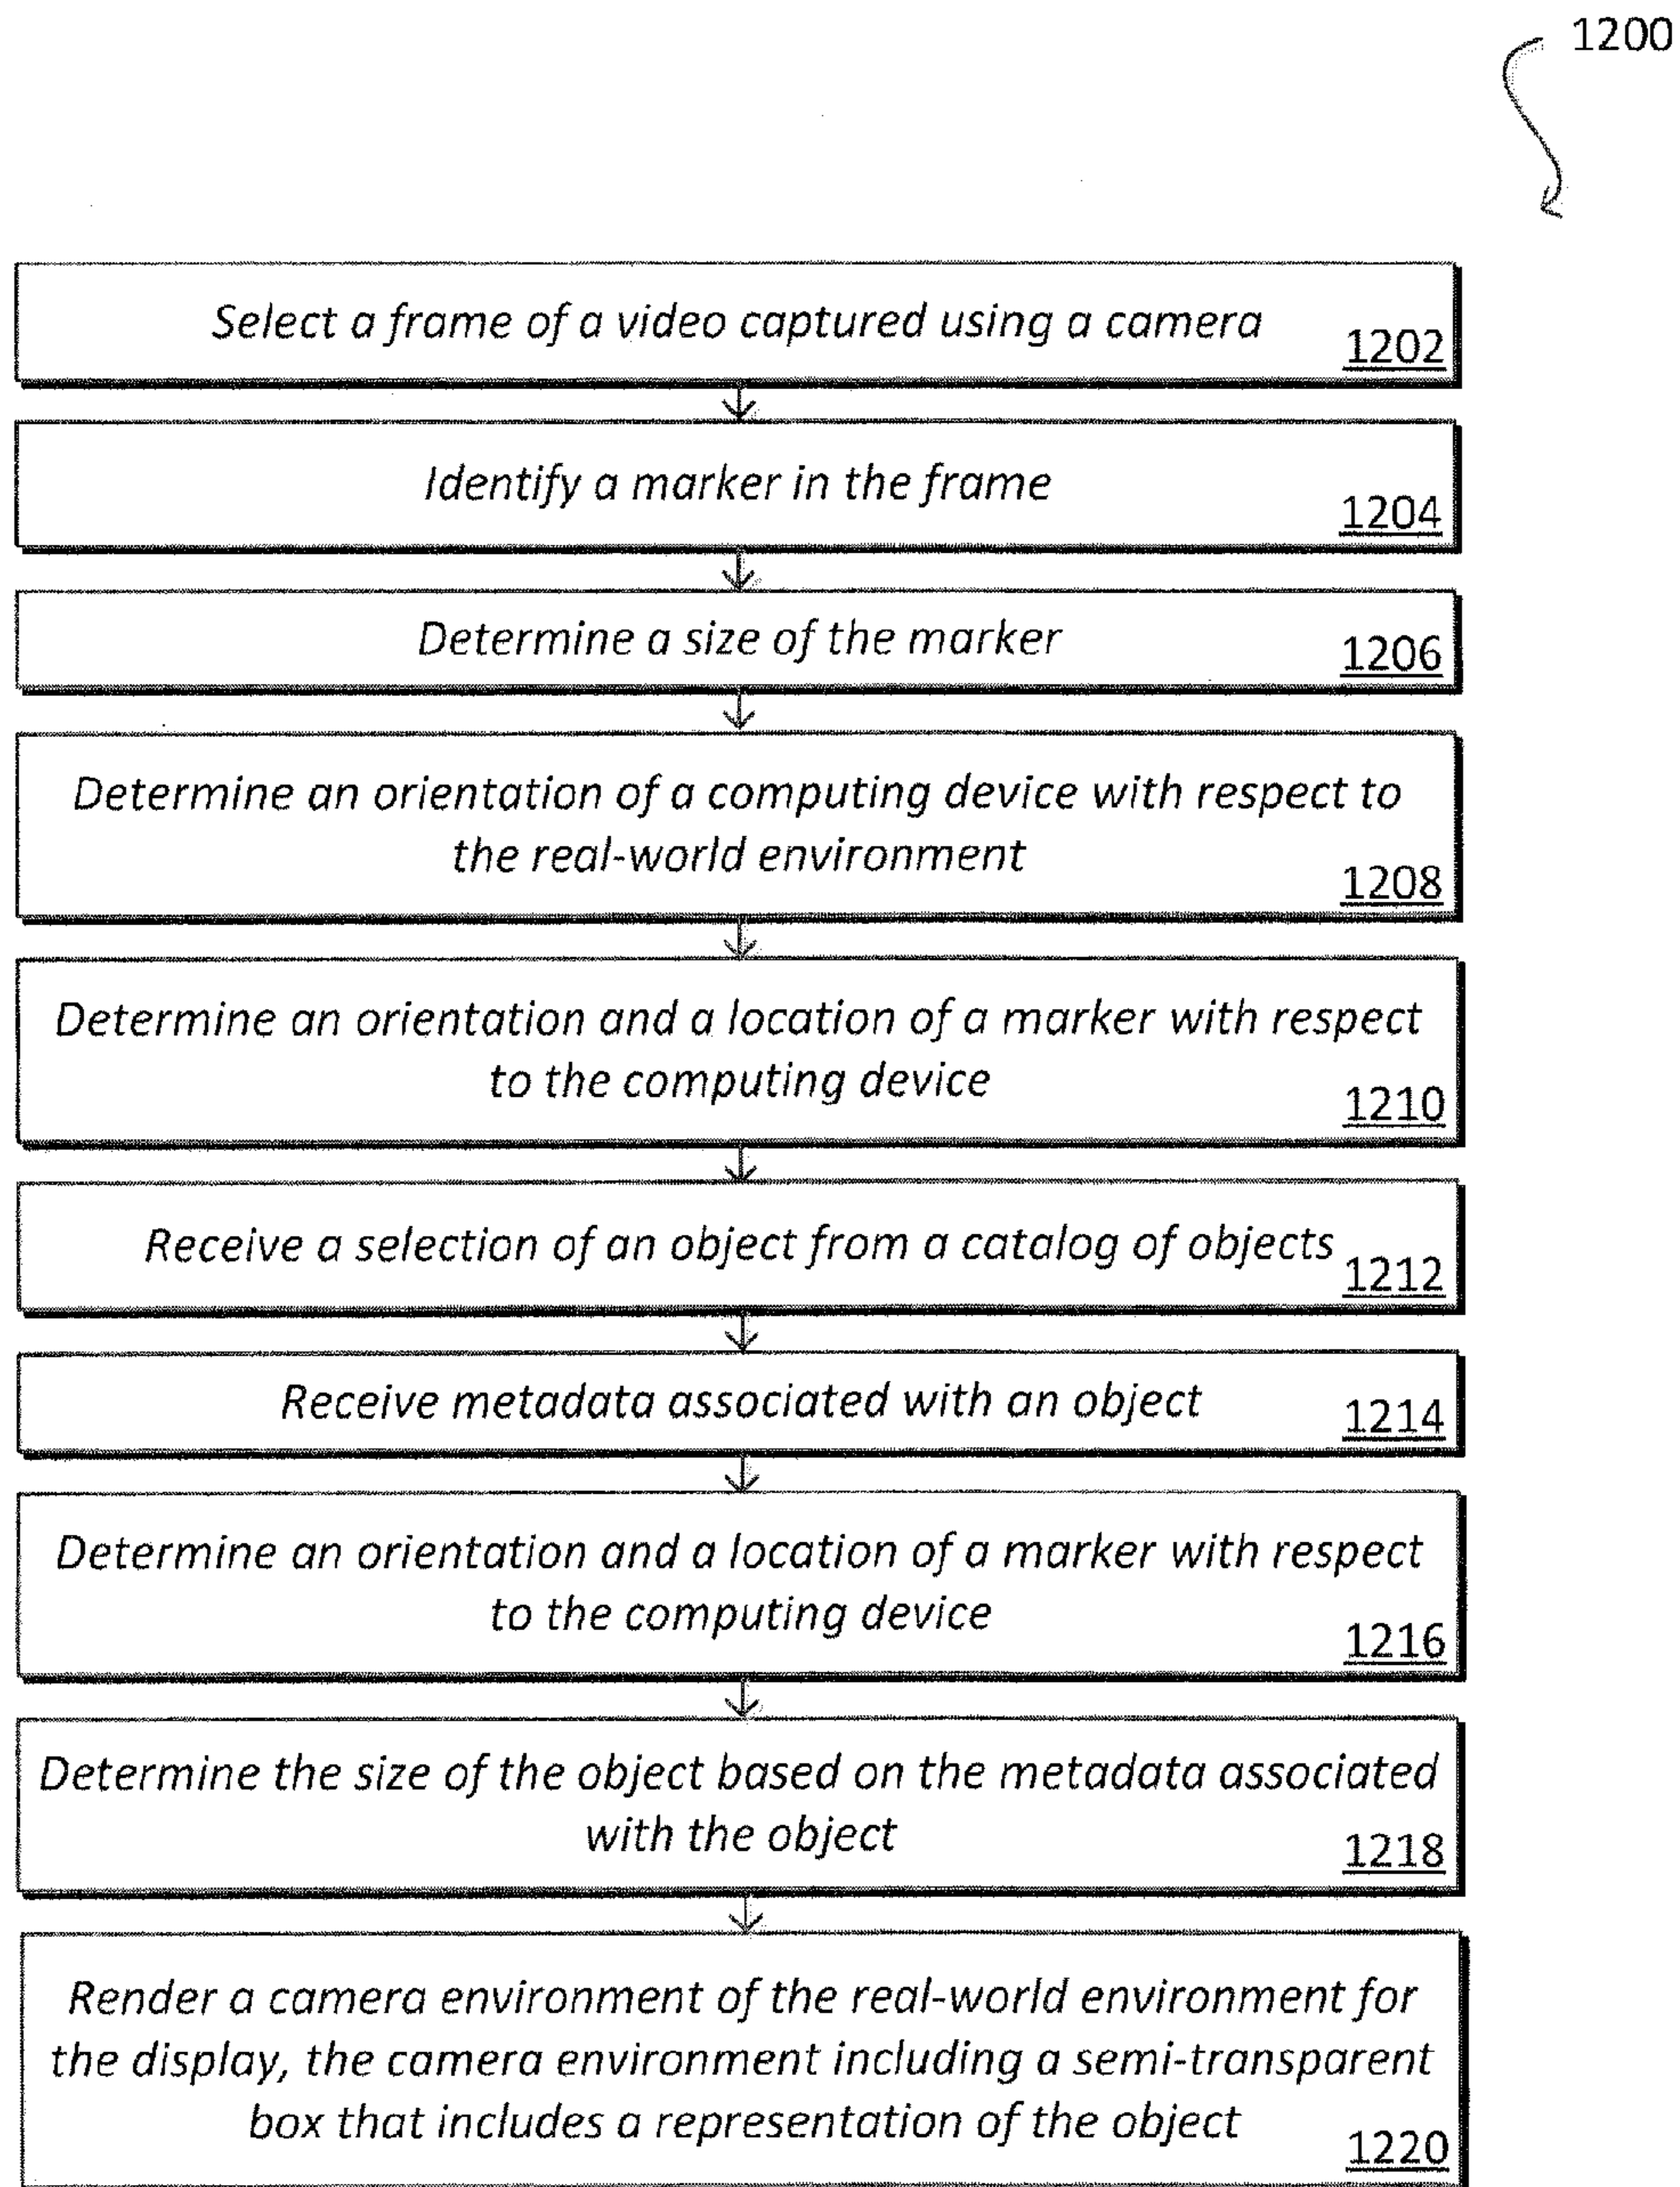 1200
Select a frame of a video captured using a camera
1202
Identify a marker in the frame
1204
Determine a size of the marker
1206
Determine an orientation of a computing device with respect to
the real-world environment
1208
Determine an orientation and a location of a marker with respect
to the computing device
1210
Receive a selection of an object from a catalog of objects
1212
Receive metadata associated with an object
1214
Determine an orientation and a location of a marker with respect
to the computing device
1216
Determine the size of the object based on the metadata associated
with the object
1218
Render a camera environment of the real-world environment for
the display, the camera environment including a semi-transparent
box that includes a representation of the object
1220